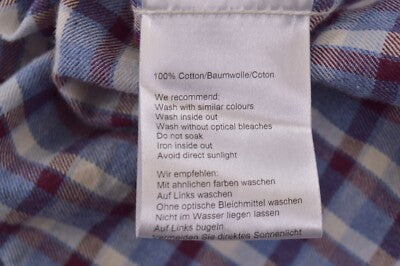 100% Cotton/Baumwolle/Coton
We recommend:
Wash with similar colours
Wash inside out
Wash without optical bleaches
Do not soak
Iron inside out
Avoid direct sunlight
Wir empfehlen:
Mit ähnlichen farben waschen
Auf Links waschen
Ohne optische Bleichmittel waschen
Nicht im Wasser liegen lassen
Auf Links bugeln
Vermeiden Sie direktes Sonnenlicht